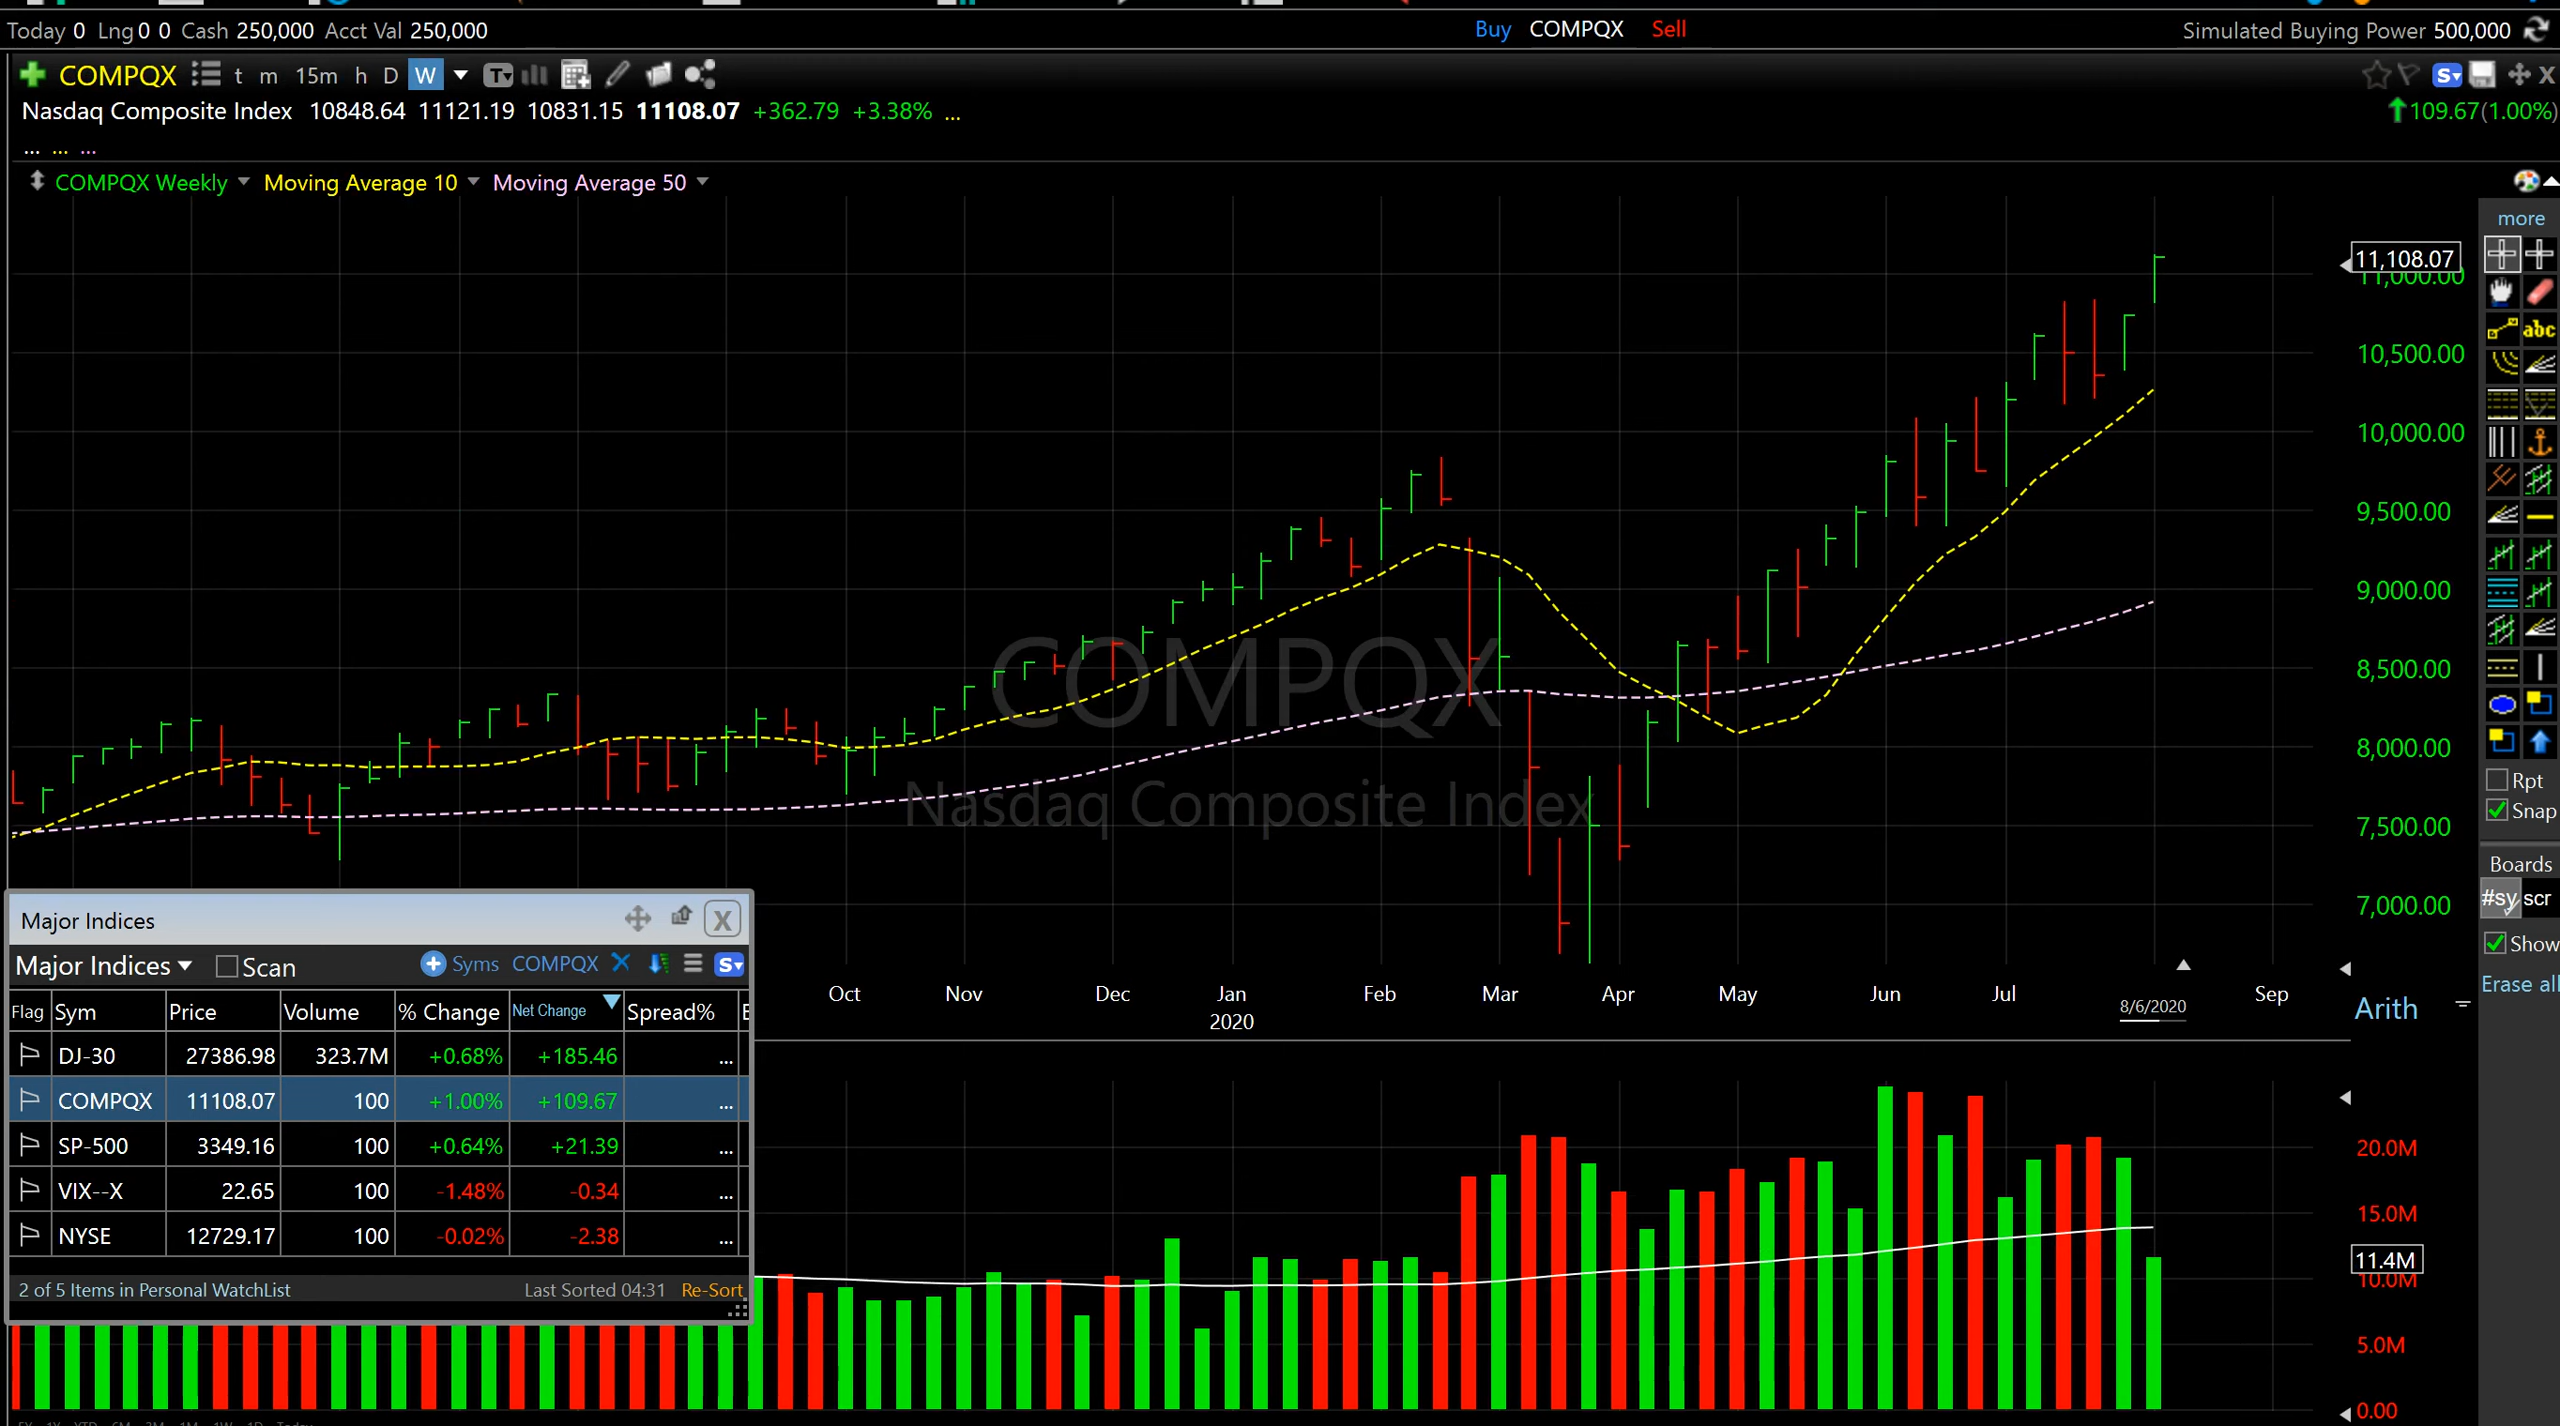 Today 0 Lng 0 0 Cash 250,000 Acct Val 250,000
Buy COMPQX Sell
Simulated Buying Power 500,000
COMPQX t m 15m h D W T S X
Nasdaq Composite Index 10848.64 11121.19 10831.15 11108.07 +362.79 +3.38% ...
109.67(1.00%)
... ... ...
COMPQX Weekly Moving Average 10 Moving Average 50
more
11,108.07
11,000.00
abc
10,500.00
10,000.00
9,500.00
9,000.00
8,500.00
8,000.00
7,500.00
7,000.00
COMPQX
Nasdaq Composite Index
Rpt
Snap
Boards
#sy scr
Show
Erase all
Major Indices X
Major Indices Scan Syms COMPQX S
Flag Sym Price Volume % Change Net Change Spread%
DJ-30 27386.98 323.7M +0.68% +185.46 ...
COMPQX 11108.07 100 +1.00% +109.67 ...
SP-500 3349.16 100 +0.64% +21.39 ...
VIX--X 22.65 100 -1.48% -0.34 ...
NYSE 12729.17 100 -0.02% -2.38 ...
2 of 5 Items in Personal WatchList Last Sorted 04:31 Re-Sort
Oct Nov Dec Jan Feb Mar Apr May Jun Jul 8/6/2020 Sep
2020
Arith
20.0M
15.0M
11.4M
10.0M
5.0M
0.00